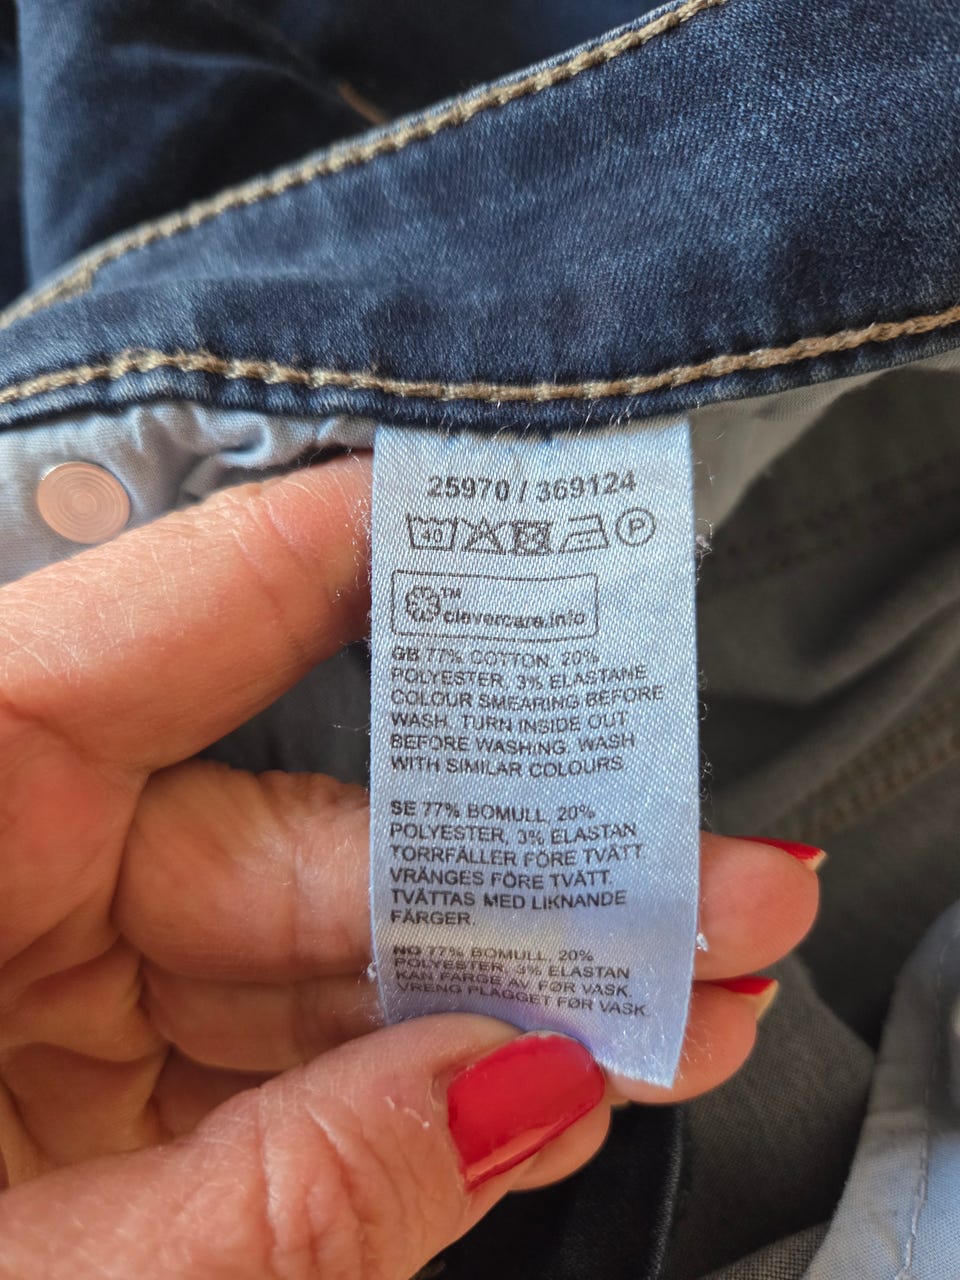 25970 / 369124
40 P
TM
clevercare.info
GB 77% COTTON, 20%
POLYESTER, 3% ELASTANE
COLOUR SMEARING BEFORE
WASH. TURN INSIDE OUT
BEFORE WASHING. WASH
WITH SIMILAR COLOURS.
SE 77% BOMULL, 20%
POLYESTER, 3% ELASTAN
TORRFÄLLER FÖRE TVÄTT.
VRÄNGES FÖRE TVÄTT.
TVÄTTAS MED LIKNANDE
FÄRGER.
NO 77% BOMULL, 20%
POLYESTER, 3% ELASTAN
KAN FARGE AV FØR VASK.
VRENG PLAGGET FØR VASK.